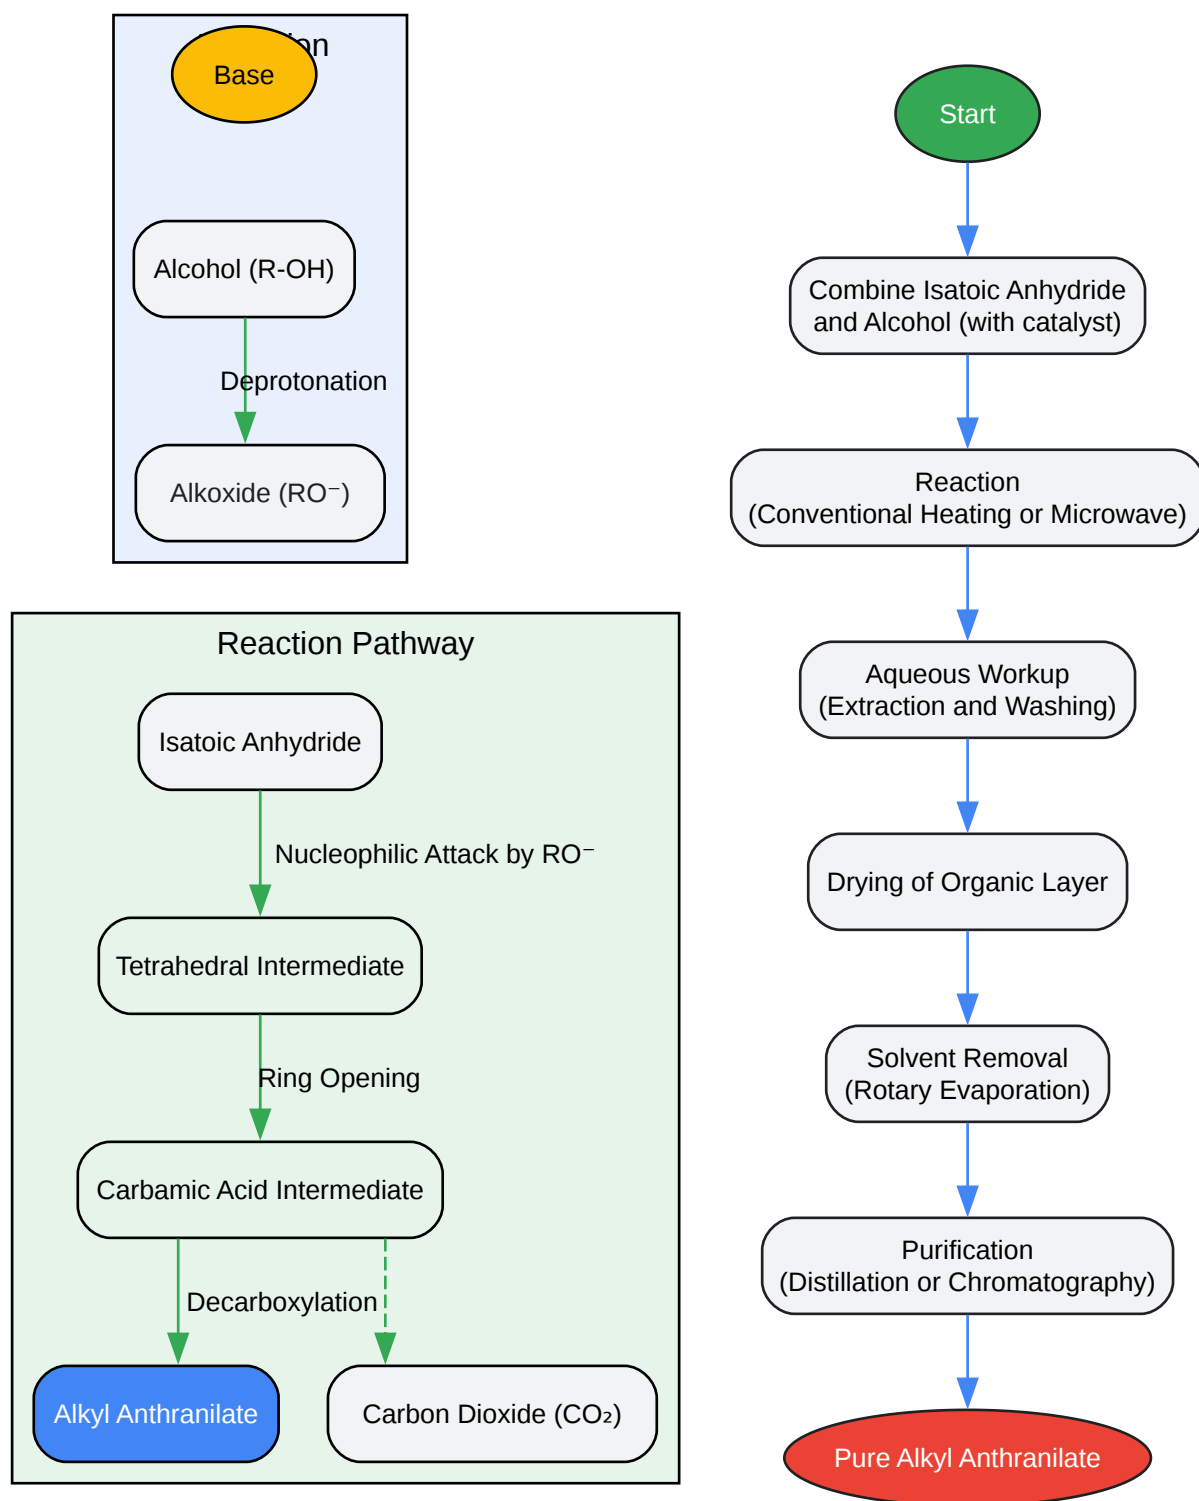 Base
Alcohol (R-OH)
Deprotonation
Alkoxide (RO⁻)
Reaction Pathway
Isatoic Anhydride
Nucleophilic Attack by RO⁻
Tetrahedral Intermediate
Ring Opening
Carbamic Acid Intermediate
Decarboxylation
Alkyl Anthranilate
Carbon Dioxide (CO₂)
Start
Combine Isatoic Anhydride
and Alcohol (with catalyst)
Reaction
(Conventional Heating or Microwave)
Aqueous Workup
(Extraction and Washing)
Drying of Organic Layer
Solvent Removal
(Rotary Evaporation)
Purification
(Distillation or Chromatography)
Pure Alkyl Anthranilate